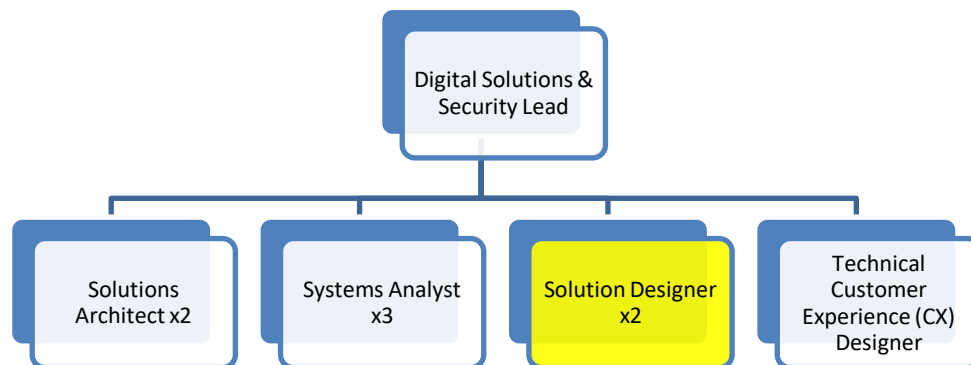 Digital Solutions &
Security Lead
Solutions
Architect x2
Systems Analyst
x3
Solution Designer
x2
Technical
Customer
Experience (CX)
Designer